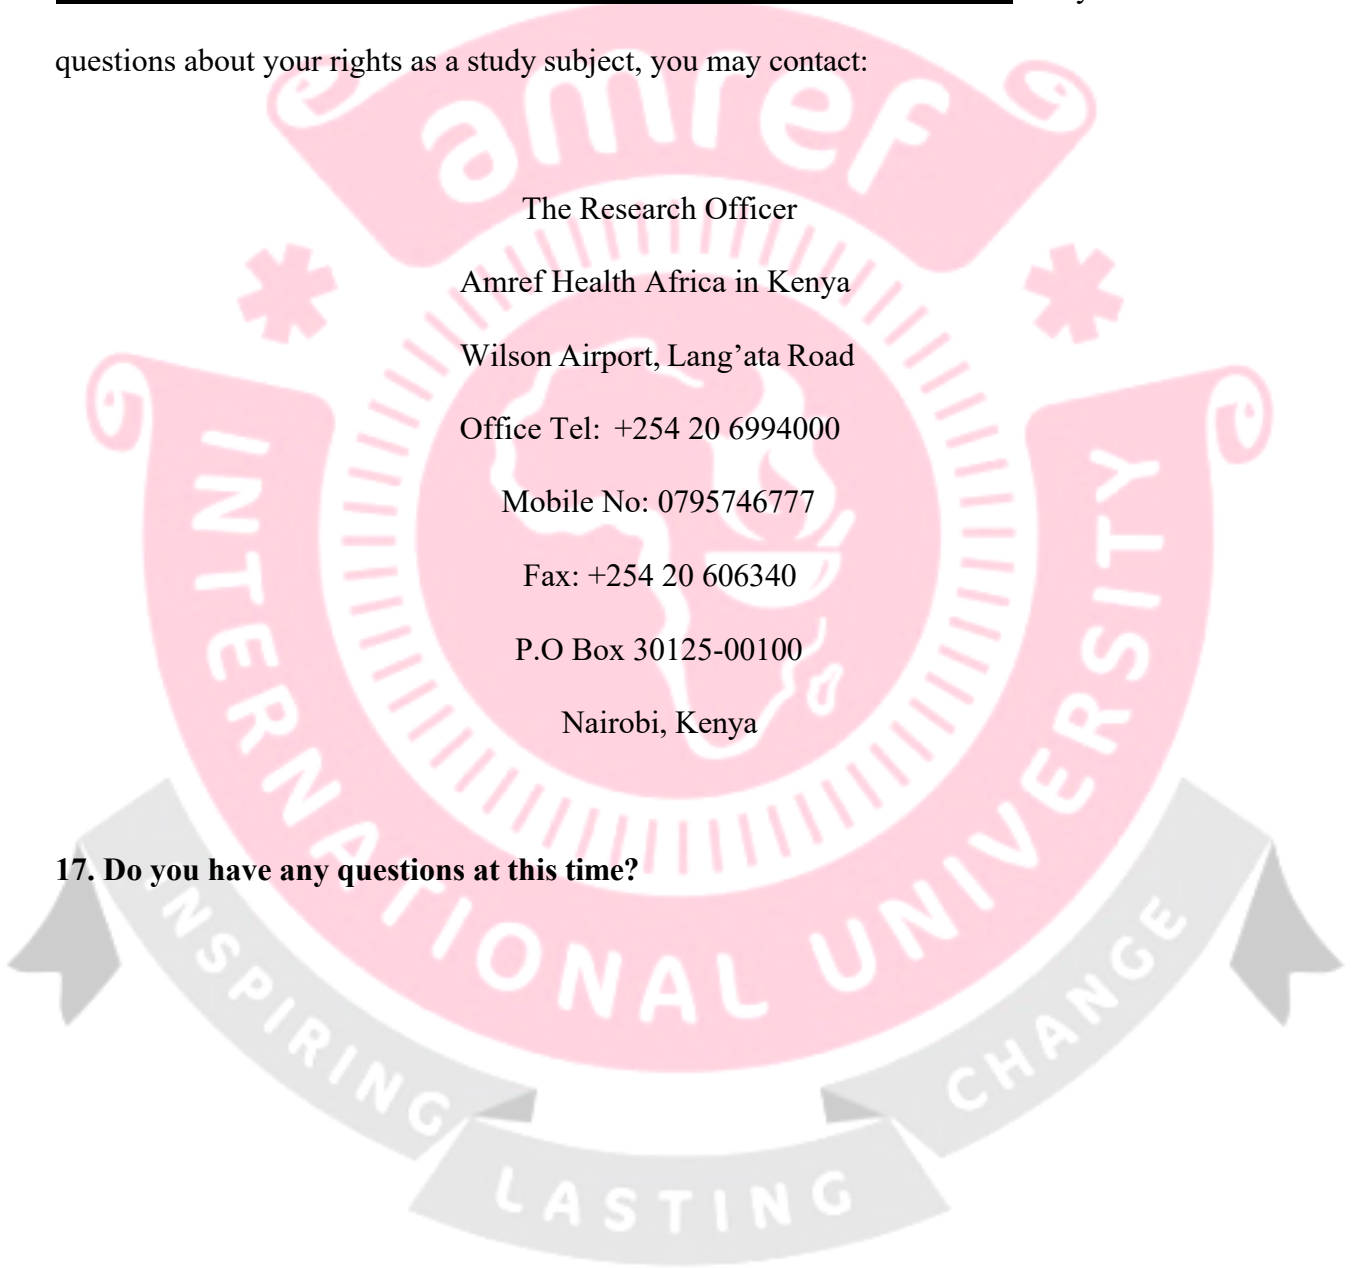 questions about your rights as a study subject, you may contact:
amref
The Research Officer
Amref Health Africa in Kenya
Wilson Airport, Lang’ata Road
Office Tel: +254 20 6994000
Mobile No: 0795746777
Fax: +254 20 606340
P.O Box 30125-00100
Nairobi, Kenya
17. Do you have any questions at this time?
INTERNATIONAL UNIVERSITY
INSPIRING
LASTING
CHANGE